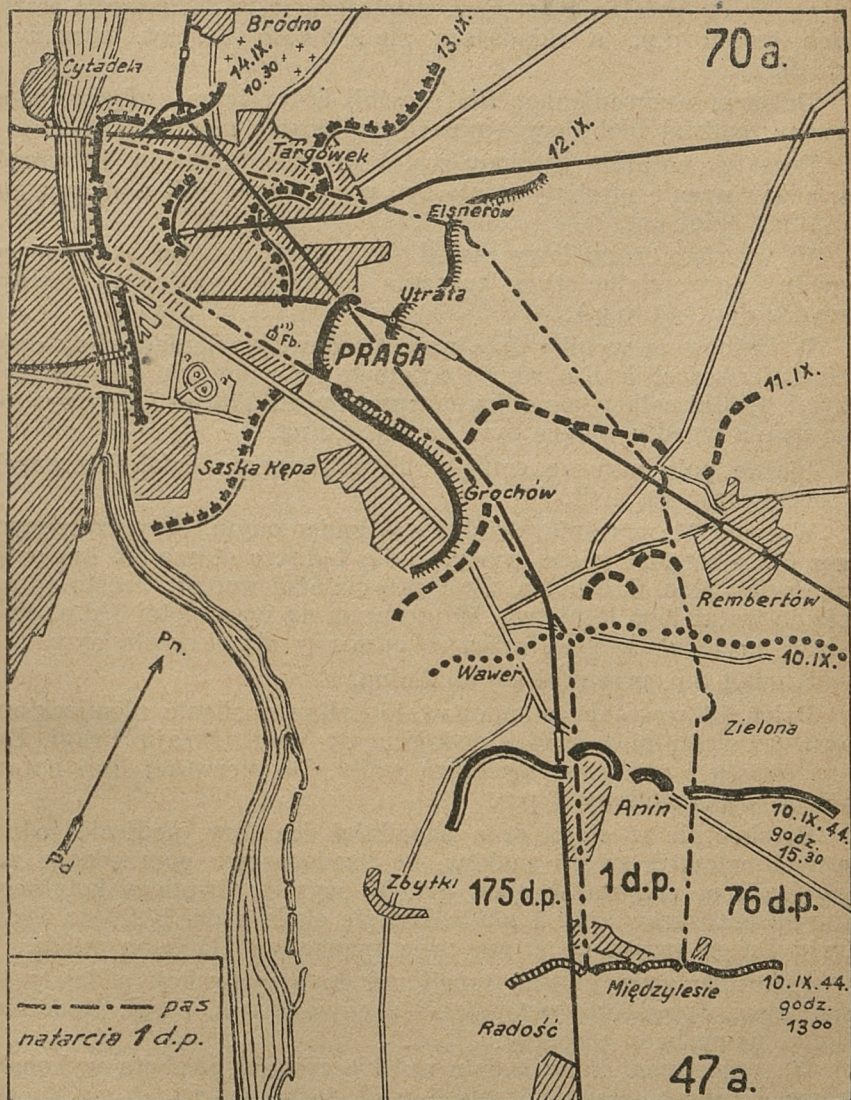 Bródno
70 a.
Cytadela
14.IX.
10.30
13.IX.
Targówek
12.IX.
Elsnerów
Utrata
Fb.
PRAGA
11.IX.
Saska Kępa
Grochów
Rembertów
Pn.
10.IX.
Wawer
Zielona
Anin
10.IX.44.
godz.
15.30
Pd.
Zbytki
175 d.p.
1 d.p.
76 d.p.
Międzylesie
10.IX.44.
godz.
13⁰⁰
pas
natarcia 1 d.p.
Radość
47 a.